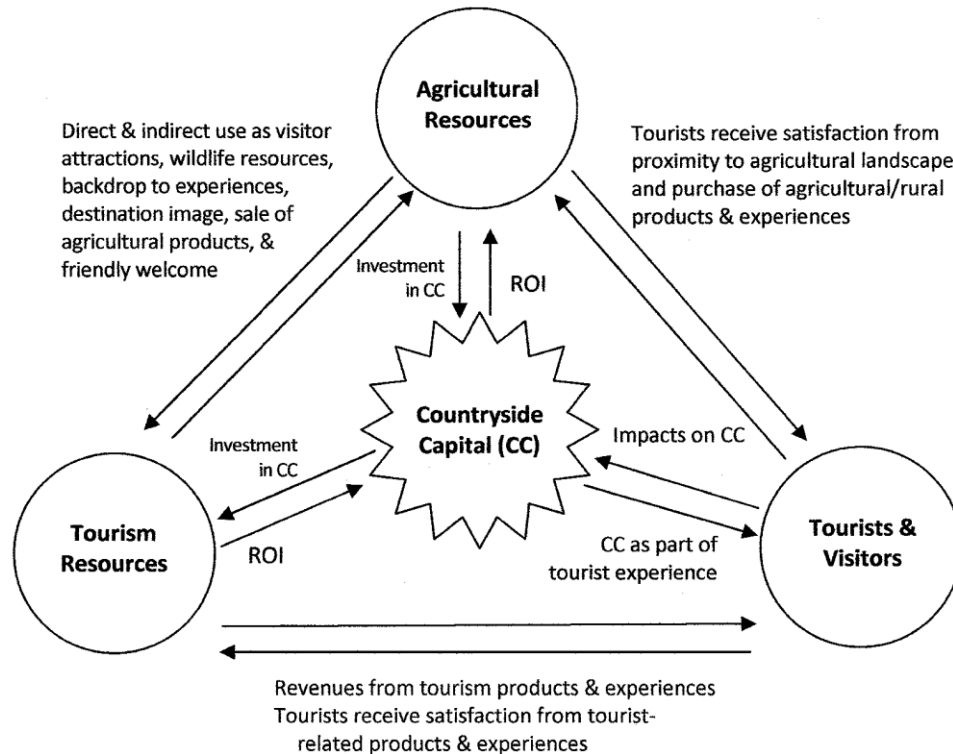 Agricultural
Resources
Direct & indirect use as visitor
attractions, wildlife resources,
backdrop to experiences,
destination image, sale of
agricultural products, &
friendly welcome
Tourists receive satisfaction from
proximity to agricultural landscape
and purchase of agricultural/rural
products & experiences
Investment
in CC
ROI
Countryside
Capital (CC)
Investment
in CC
Impacts on CC
Tourism
Resources
ROI
CC as part of
tourist experience
Tourists &
Visitors
Revenues from tourism products & experiences
Tourists receive satisfaction from tourist-
related products & experiences